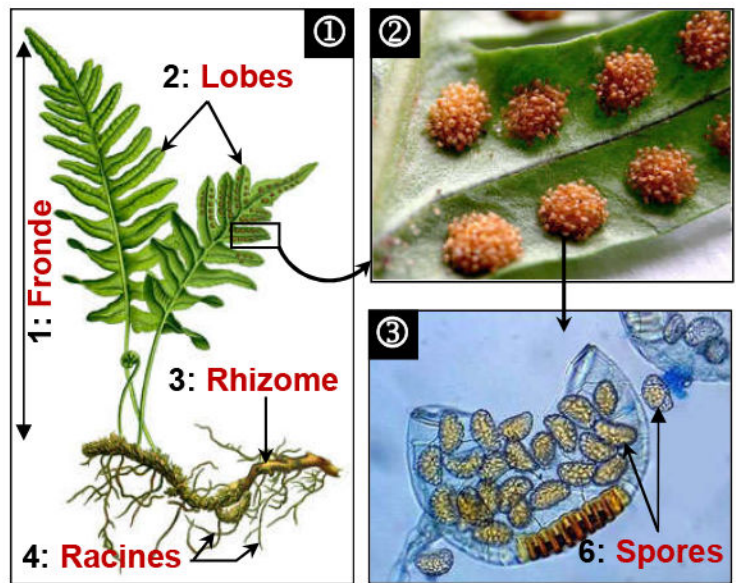 ①
②
2: Lobes
1: Fronde
3: Rhizome
4: Racines
③
6: Spores